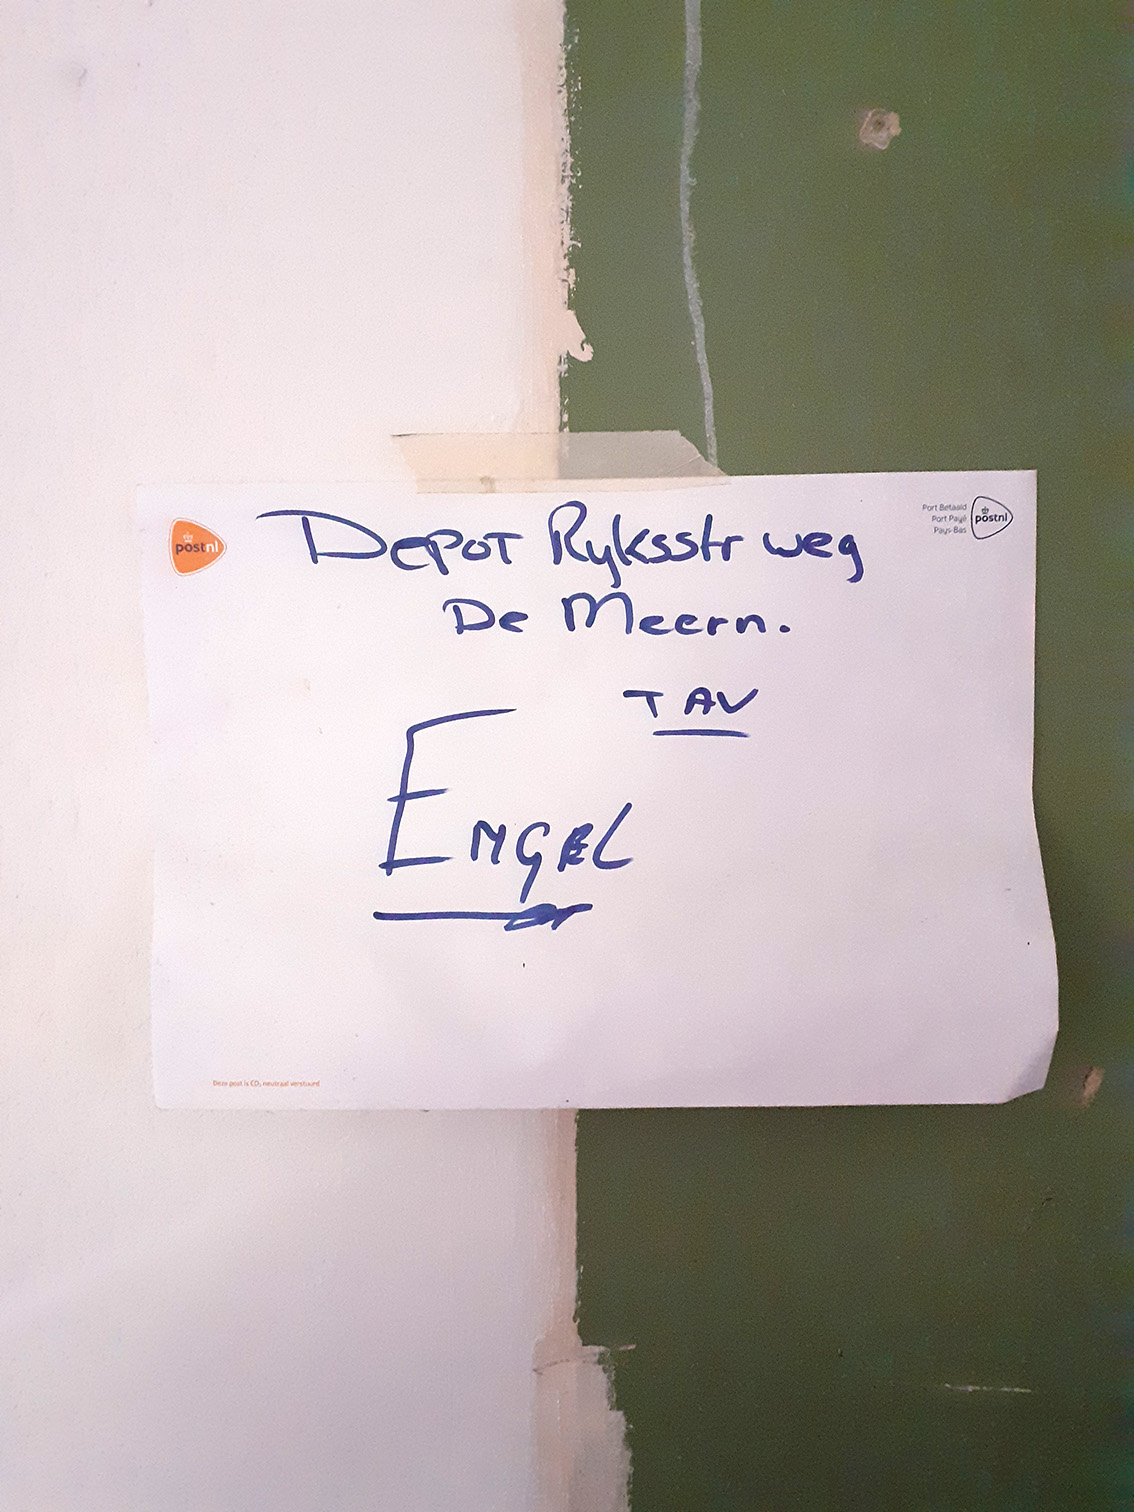 postnl
Port Betaald
Port Payé
Pays-Bas
postnl
DEPOT Ryksstr weg
De Meern.
TAV
ENGEL
Deze post is CO₂ neutraal verstuurd